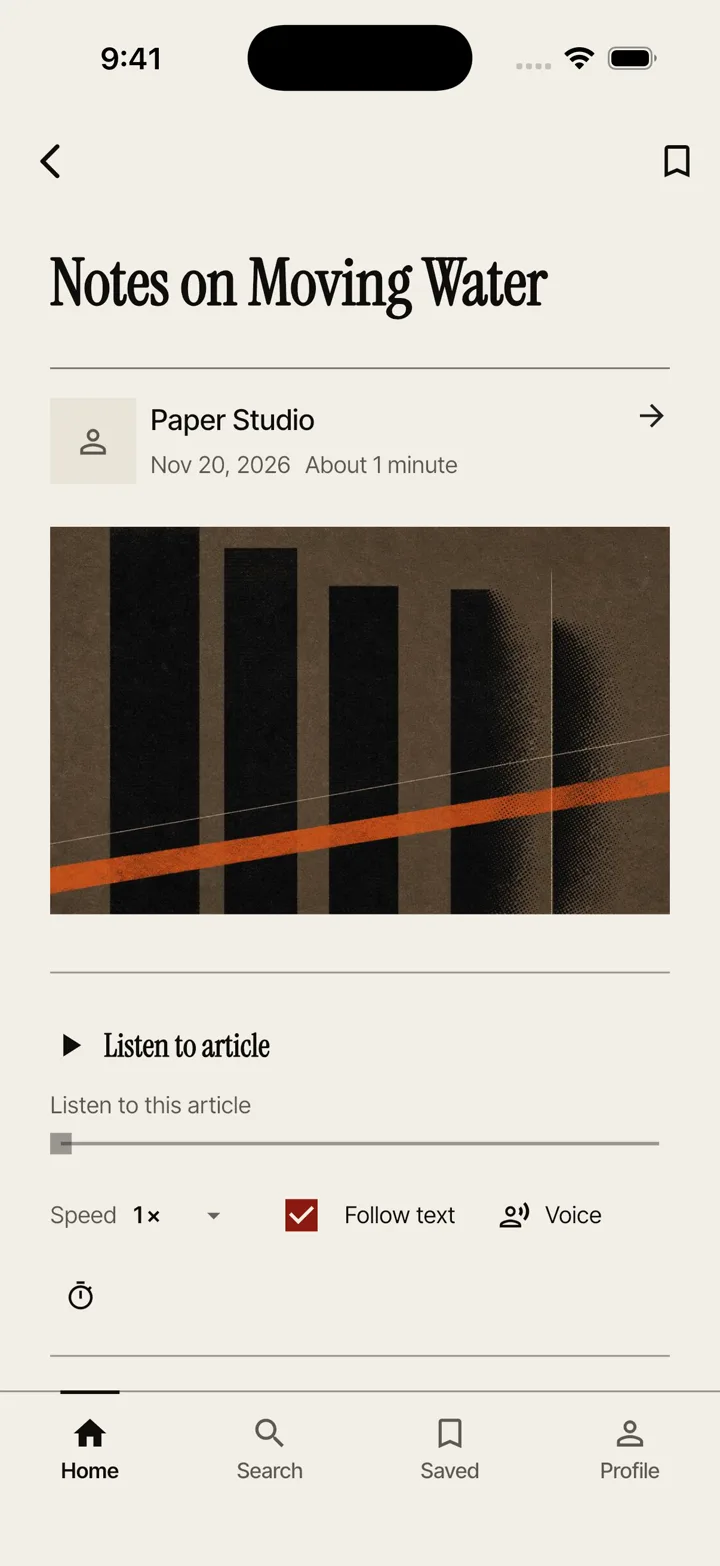 9:41
Notes on Moving Water
Paper Studio
Nov 20, 2026 About 1 minute
Listen to article
Listen to this article
Speed 1× Follow text Voice
Home Search Saved Profile